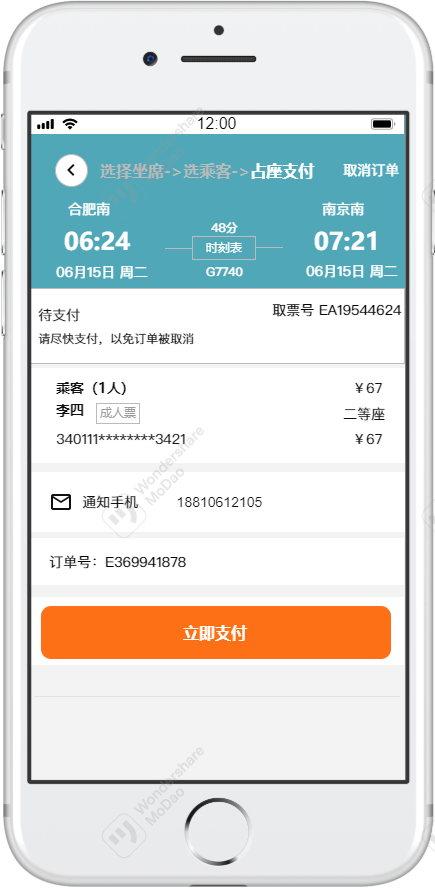 12:00
选择坐席->选乘客->占座支付 取消订单
合肥南 南京南
48分
06:24 时刻表 07:21
06月15日 周二 G7740 06月15日 周二
待支付 取票号 EA19544624
请尽快支付，以免订单被取消
乘客（1人） ￥67
李四 成人票 二等座
340111********3421 ￥67
通知手机 18810612105
订单号：E369941878
立即支付
Wondershare
MoDao
Wondershare
MoDao
Wondershare
MoDao